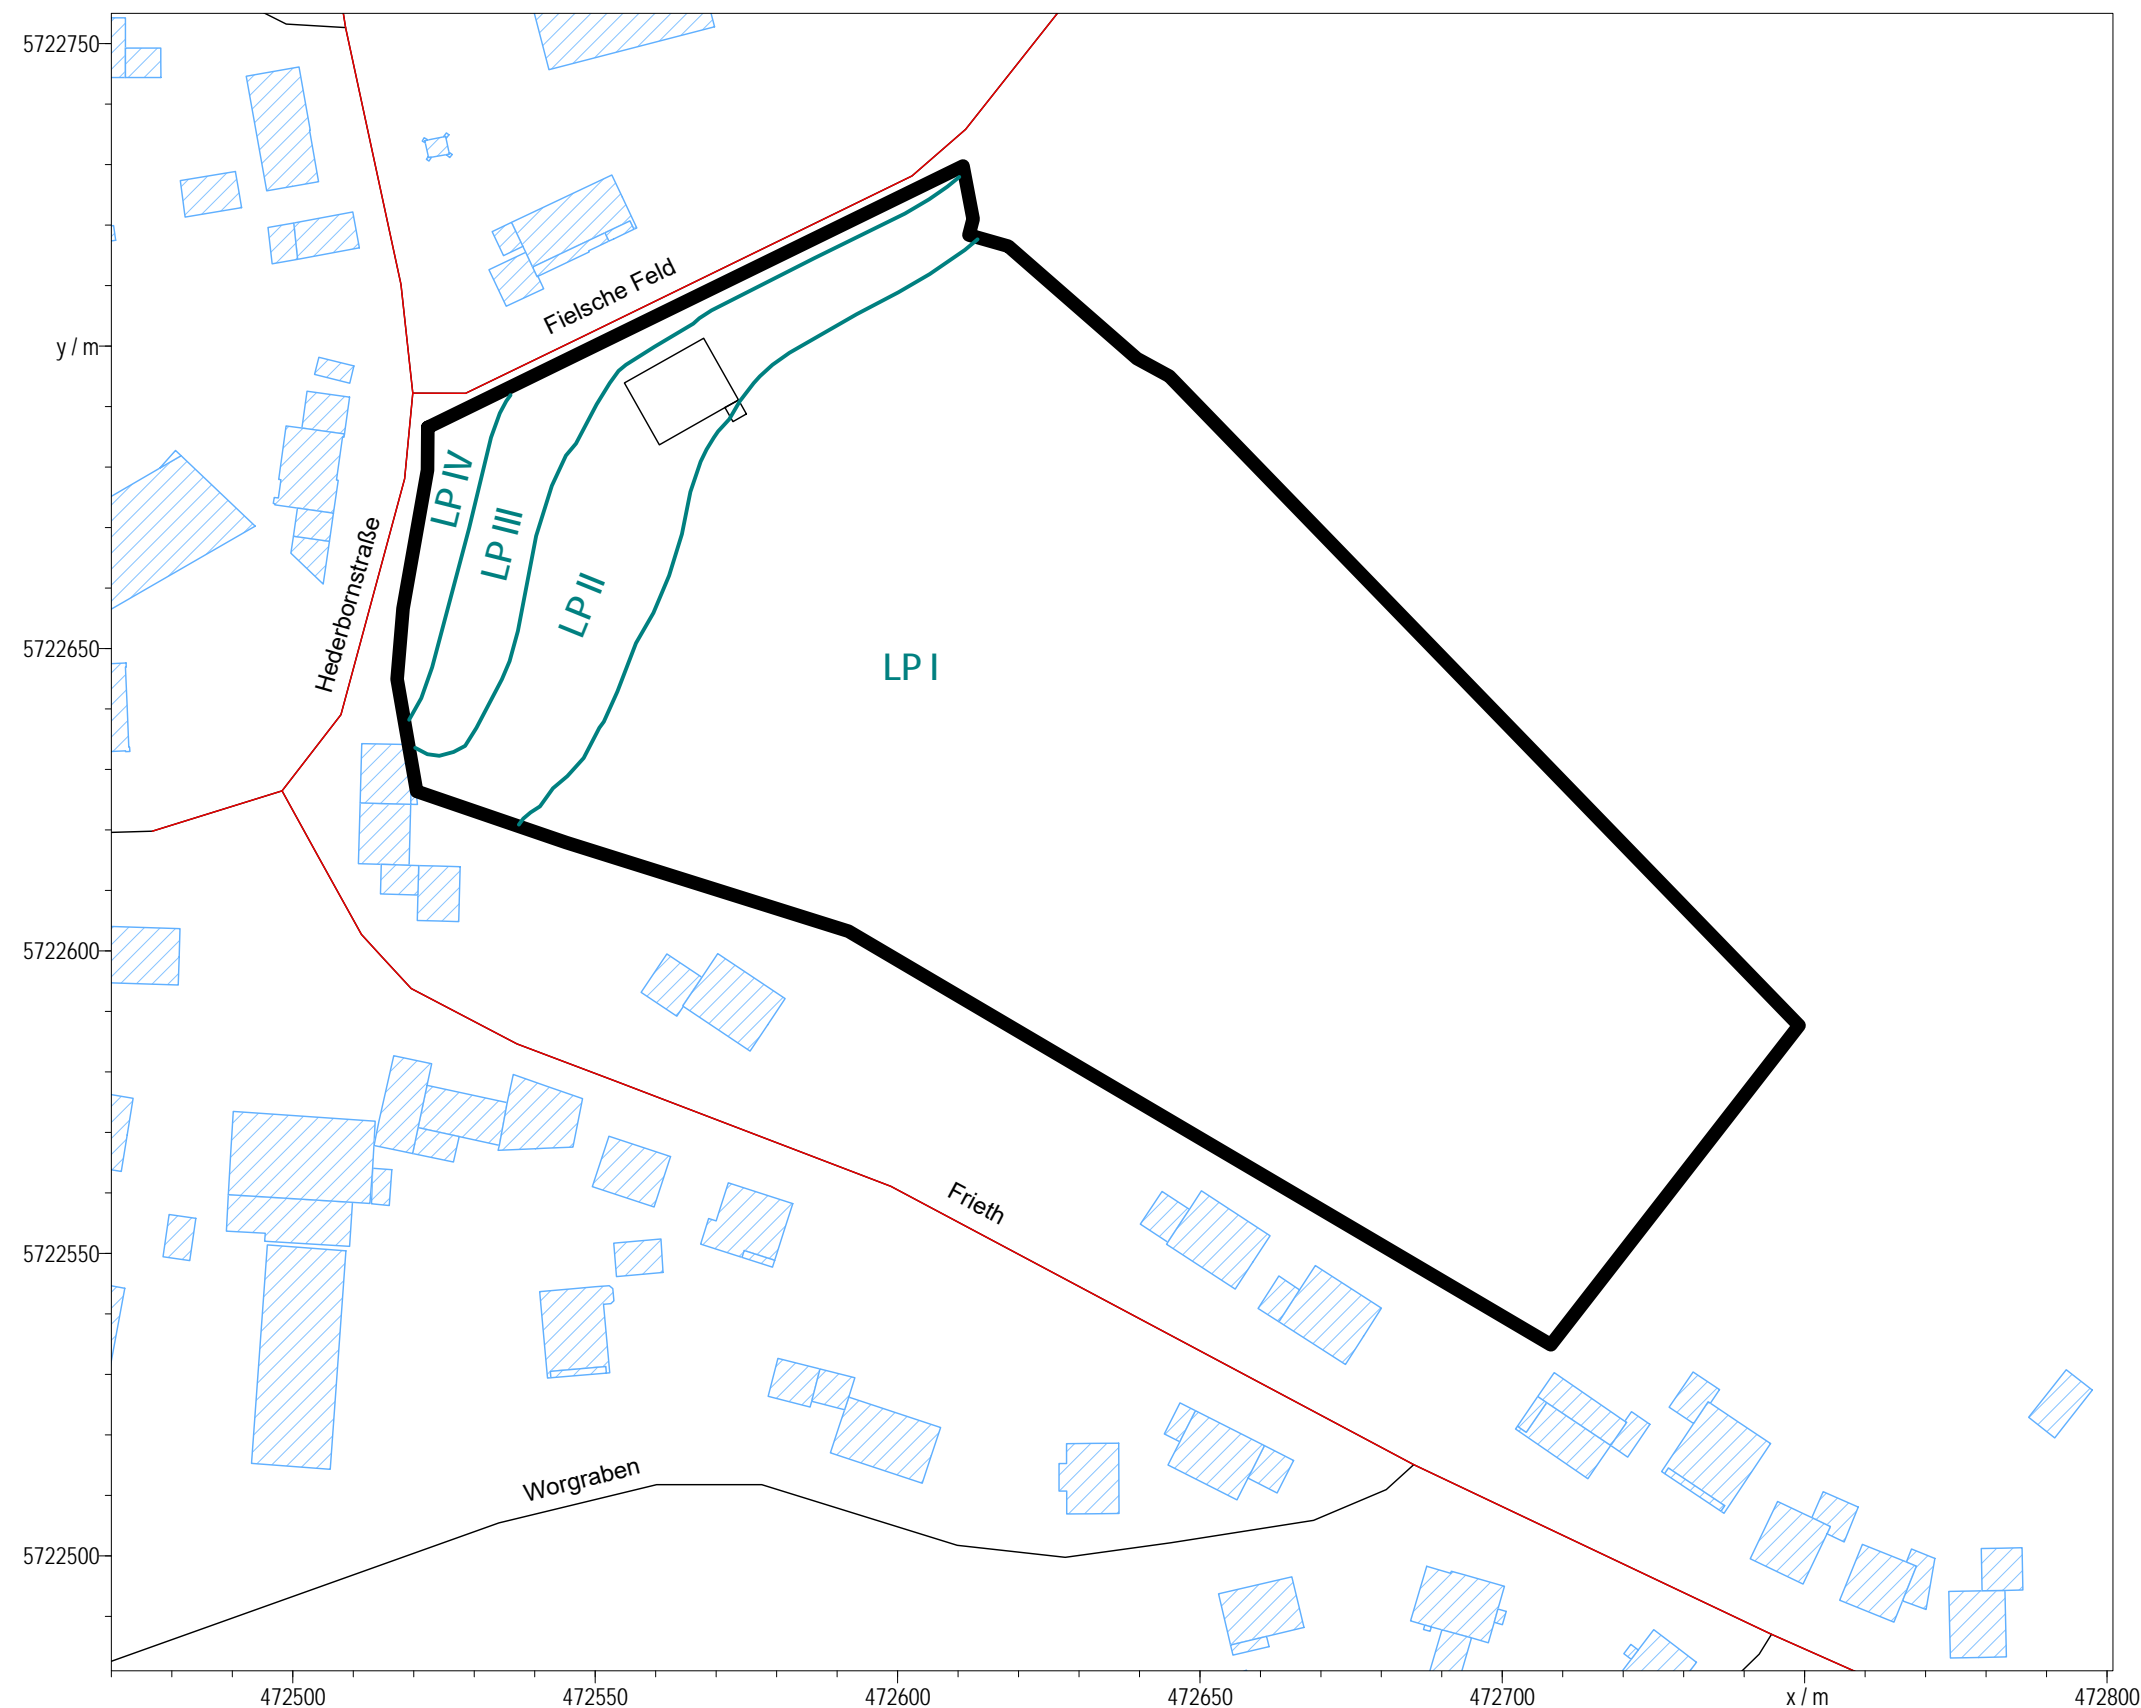 5722750
Fielsche Feld
y / m
LP IV
LP III
Hederbornstraße
LP II
5722650
LP I
5722600
Frieth
5722550
Worgraben
5722500
472500 472550 472600 472650 472700 x / m 472800